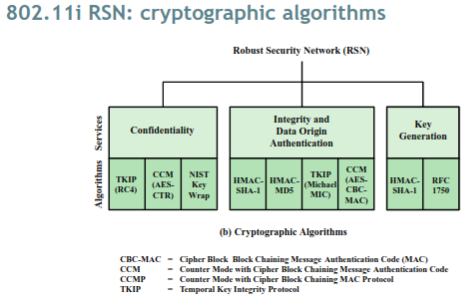 802.11i RSN: cryptographic algorithms
Robust Security Network (RSN)
Services
Confidentiality
Integrity and
Data Origin
Authentication
Key
Generation
Algorithms
TKIP
(RC4)
CCM
(AES-
CTR)
NIST
Key
Wrap
HMAC-
SHA-1
HMAC-
MD5
TKIP
(Michael
MIC)
CCM
(AES-
CBC-
MAC)
HMAC-
SHA-1
RFC
1750
(b) Cryptographic Algorithms
CBC-MAC = Cipher Block Block Chaining Message Authentication Code (MAC)
CCM = Counter Mode with Cipher Block Chaining Message Authentication Code
CCMP = Counter Mode with Cipher Block Chaining MAC Protocol
TKIP = Temporal Key Integrity Protocol